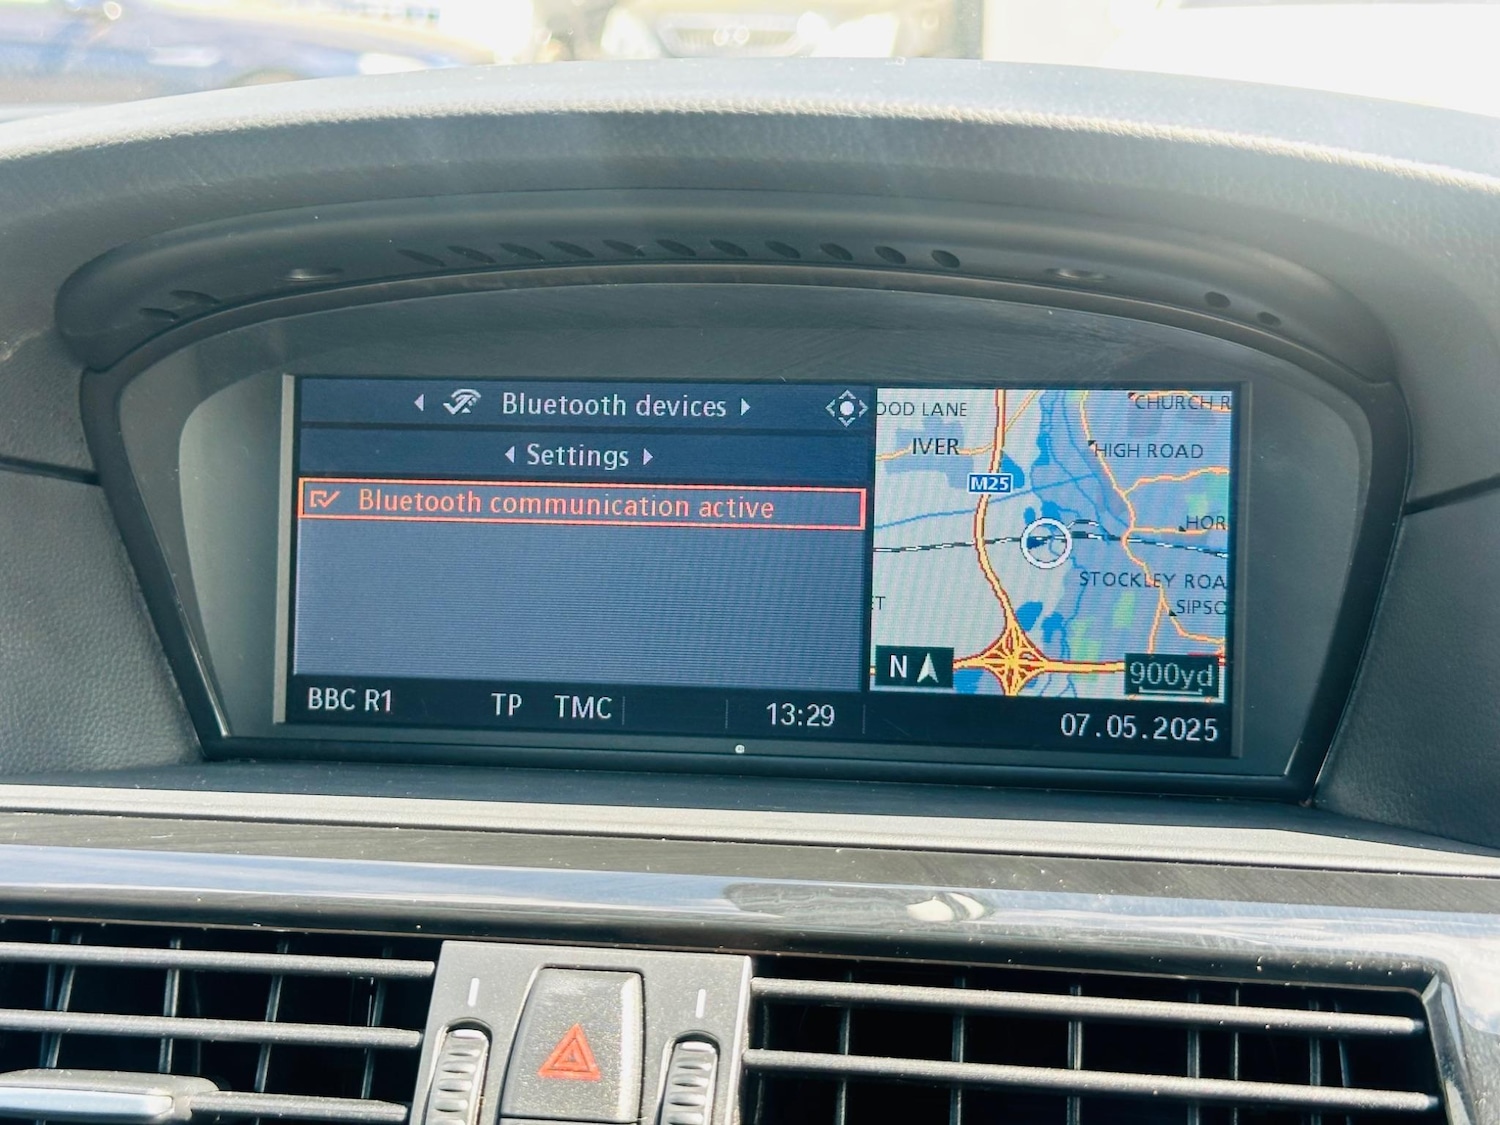 Bluetooth devices
Settings
Bluetooth communication active
BBC R1 TP TMC 13:29 07.05.2025
OOD LANE
CHURCH R
IVER
HIGH ROAD
M25
HOR
STOCKLEY ROA
ET
SIPSO
N
900yd